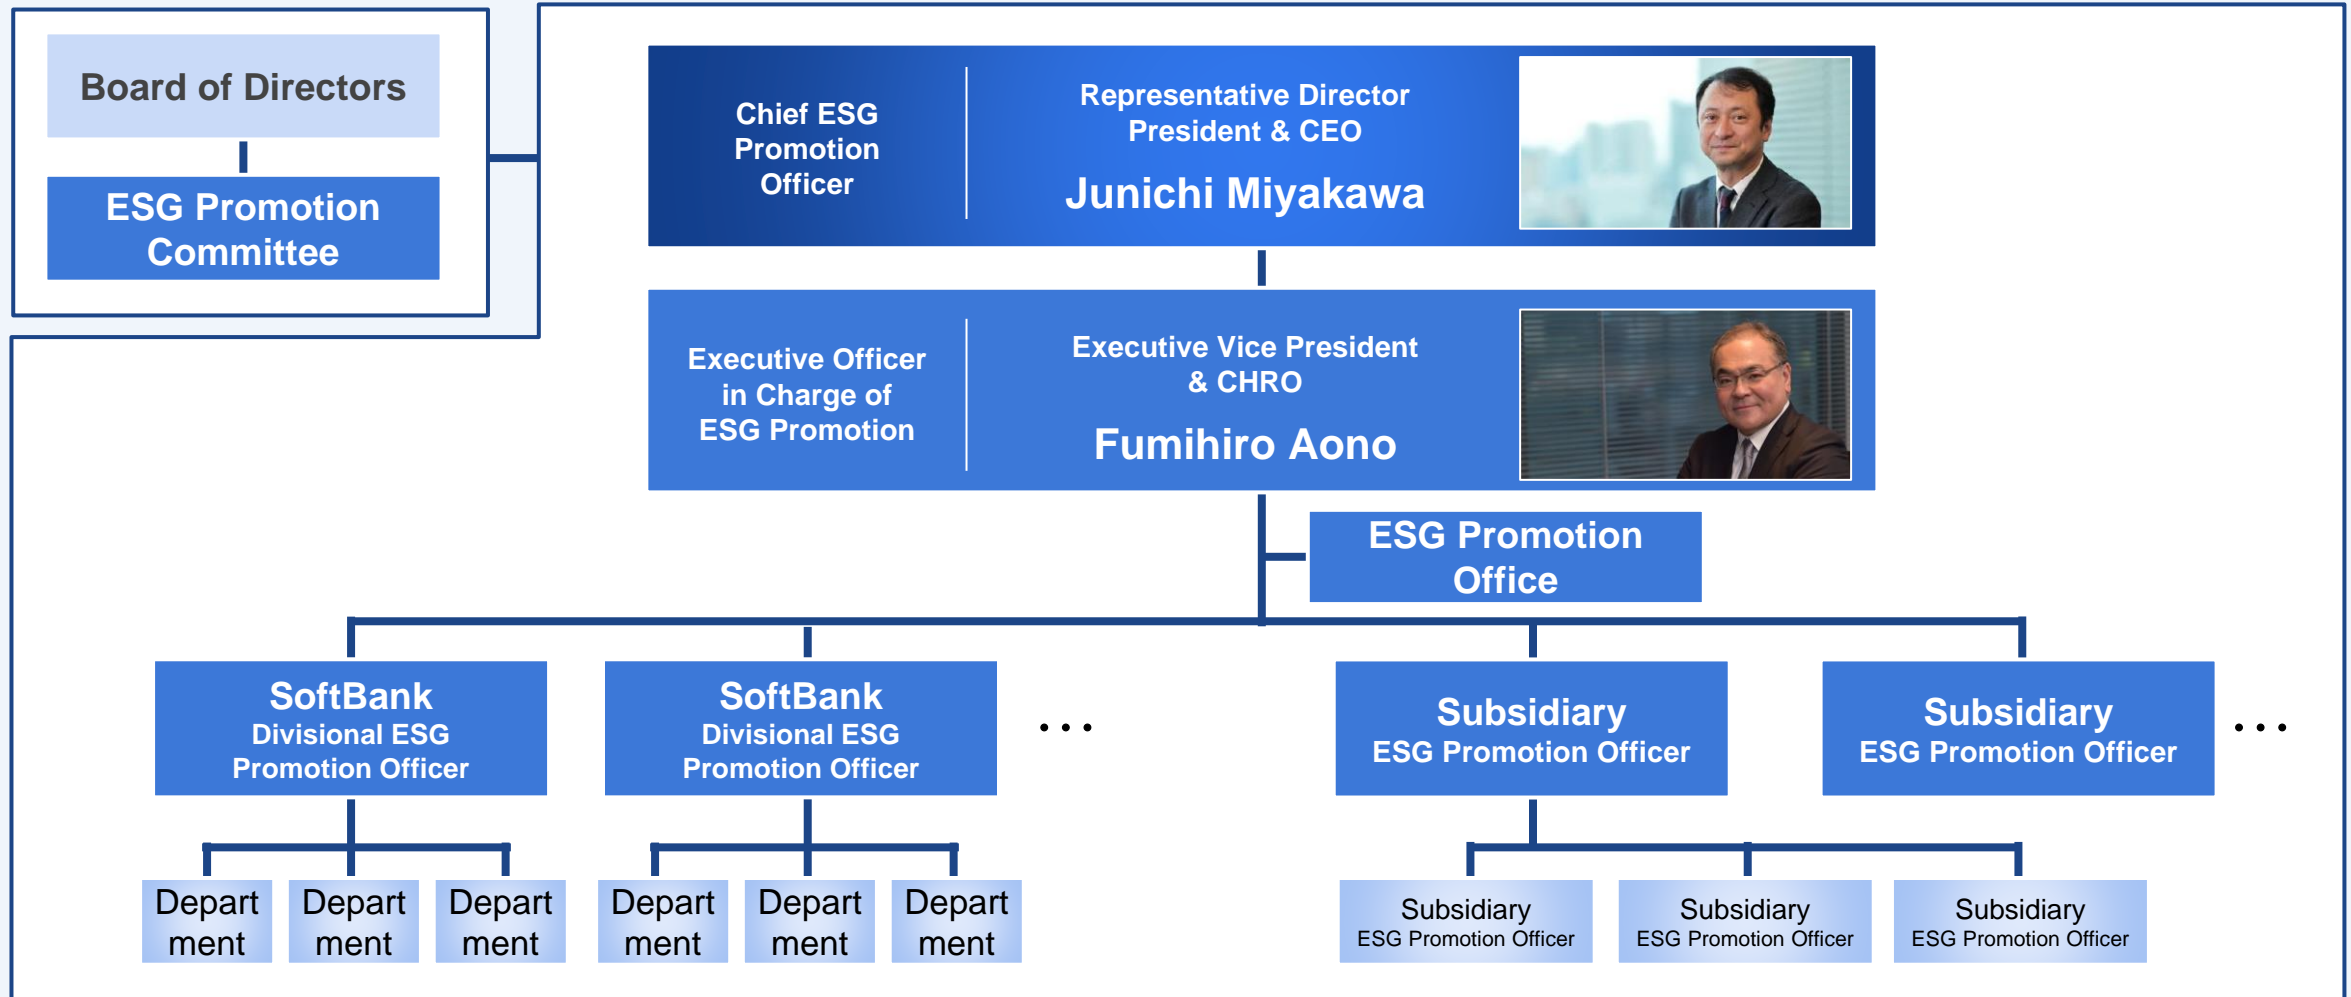 Board of Directors
ESG Promotion
Committee
Chief ESG
Promotion
Officer
Representative Director
President & CEO
Junichi Miyakawa
Executive Officer
in Charge of
ESG Promotion
Executive Vice President
& CHRO
Fumihiro Aono
ESG Promotion
Office
SoftBank
Divisional ESG
Promotion Officer
SoftBank
Divisional ESG
Promotion Officer
...
Subsidiary
ESG Promotion Officer
Subsidiary
ESG Promotion Officer
...
Depart
ment
Depart
ment
Depart
ment
Depart
ment
Depart
ment
Depart
ment
Subsidiary
ESG Promotion Officer
Subsidiary
ESG Promotion Officer
Subsidiary
ESG Promotion Officer